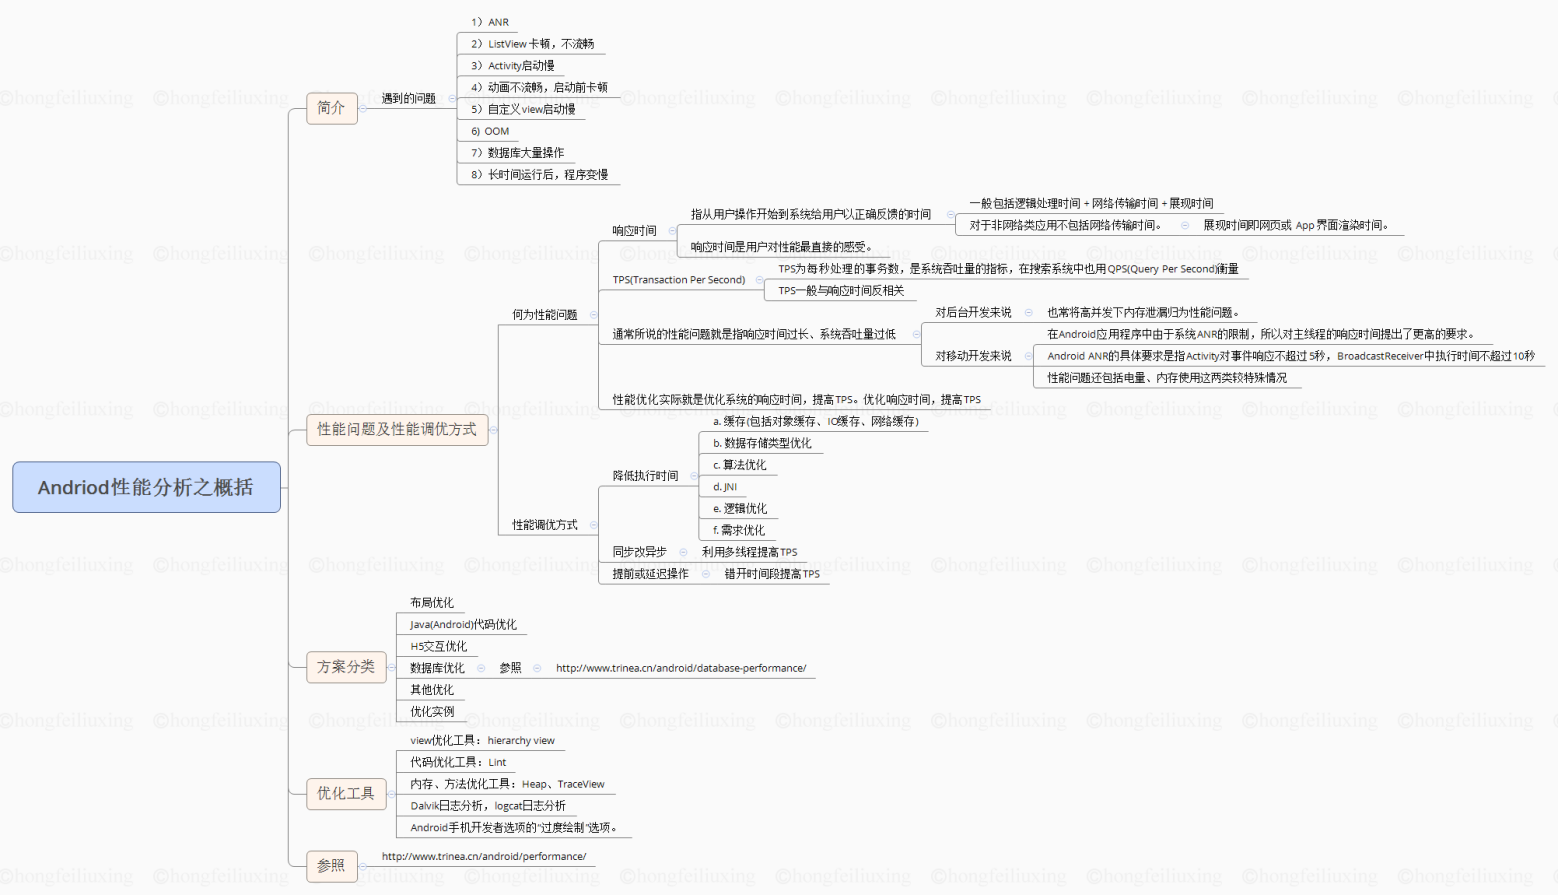 Andriod性能分析之概括
简介
遇到的问题
1）ANR
2）ListView 卡顿，不流畅
3）Activity启动慢
4）动画不流畅，启动前卡顿
5）自定义view启动慢
6）OOM
7）数据库大量操作
8）长时间运行后，程序变慢
性能问题及性能调优方式
何为性能问题
响应时间
指从用户操作开始到系统给用户以正确反馈的时间
一般包括逻辑处理时间 + 网络传输时间 + 展现时间
对于非网络类应用不包括网络传输时间。
展现时间即网页或 App 界面渲染时间。
响应时间是用户对性能最直接的感受。
TPS(Transaction Per Second)
TPS为每秒处理的事务数，是系统吞吐量的指标，在搜索系统中也用QPS(Query Per Second)衡量
TPS一般与响应时间反相关
通常所说的性能问题就是指响应时间过长、系统吞吐量过低
对后台开发来说
也常将高并发下内存泄漏归为性能问题。
对移动开发来说
在Android应用程序中由于系统ANR的限制，所以对主线程的响应时间提出了更高的要求。
Android ANR的具体要求是指Activity对事件响应不超过5秒，BroadcastReceiver中执行时间不超过10秒
性能问题还包括电量、内存使用这两类较特殊情况
性能优化实际就是优化系统的响应时间，提高TPS。优化响应时间，提高TPS
性能调优方式
降低执行时间
a. 缓存(包括对象缓存、IO缓存、网络缓存)
b. 数据存储类型优化
c. 算法优化
d. JNI
e. 逻辑优化
f. 需求优化
同步改异步
利用多线程提高TPS
提前或延迟操作
错开时间段提高TPS
方案分类
布局优化
Java(Android)代码优化
H5交互优化
数据库优化
参照
http://www.trinea.cn/android/database-performance/
其他优化
优化实例
优化工具
view优化工具：hierarchy view
代码优化工具：Lint
内存、方法优化工具：Heap、TraceView
Dalvik日志分析，logcat日志分析
Android手机开发者选项的"过度绘制"选项。
参照
http://www.trinea.cn/android/performance/
©hongfeiliuxing